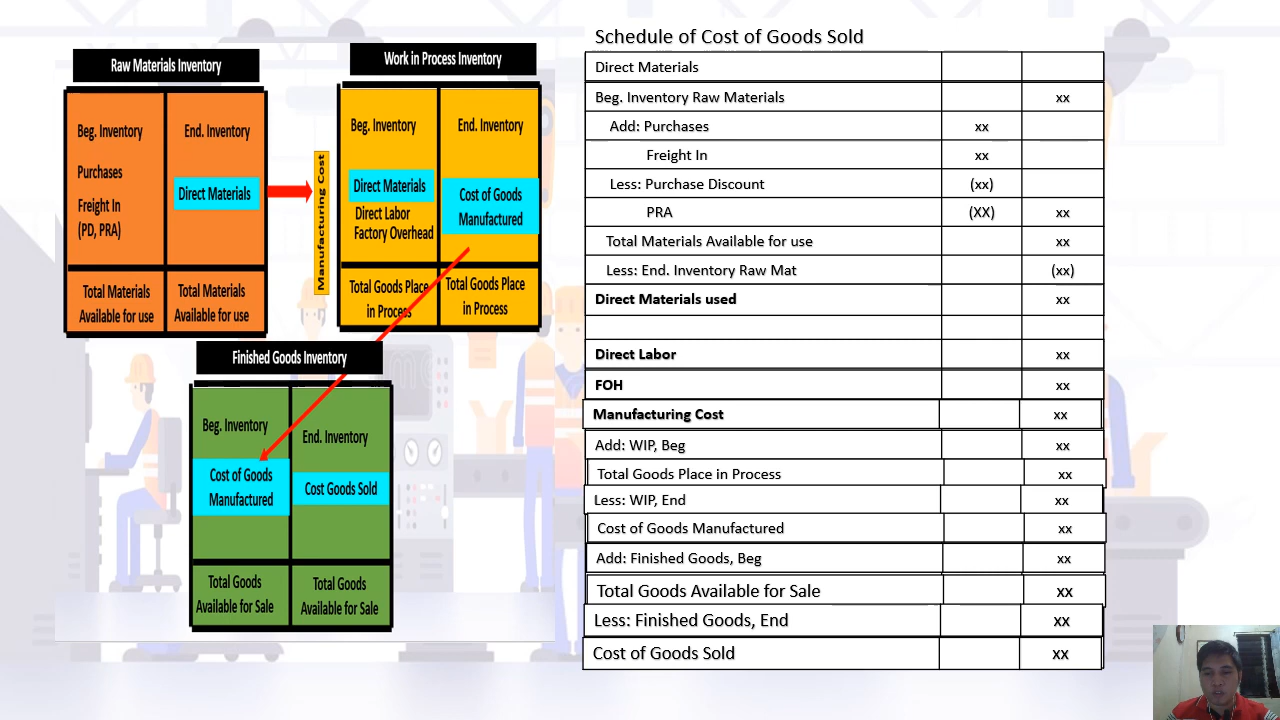 Raw Materials Inventory
Beg. Inventory
Purchases
Freight In
(PD, PRA)
End. Inventory
Direct Materials
Total Materials
Available for use
Total Materials
Available for use
Manufacturing Cost
Work in Process Inventory
Beg. Inventory
Direct Materials
Direct Labor
Factory Overhead
End. Inventory
Cost of Goods
Manufactured
Total Goods Place
in Process
Total Goods Place
in Process
Finished Goods Inventory
Beg. Inventory
Cost of Goods
Manufactured
End. Inventory
Cost Goods Sold
Total Goods
Available for Sale
Total Goods
Available for Sale
Schedule of Cost of Goods Sold
Direct Materials
Beg. Inventory Raw Materials xx
Add: Purchases xx
Freight In xx
Less: Purchase Discount (xx)
PRA (XX) xx
Total Materials Available for use xx
Less: End. Inventory Raw Mat (xx)
Direct Materials used xx
Direct Labor xx
FOH xx
Manufacturing Cost xx
Add: WIP, Beg xx
Total Goods Place in Process xx
Less: WIP, End xx
Cost of Goods Manufactured xx
Add: Finished Goods, Beg xx
Total Goods Available for Sale xx
Less: Finished Goods, End xx
Cost of Goods Sold xx